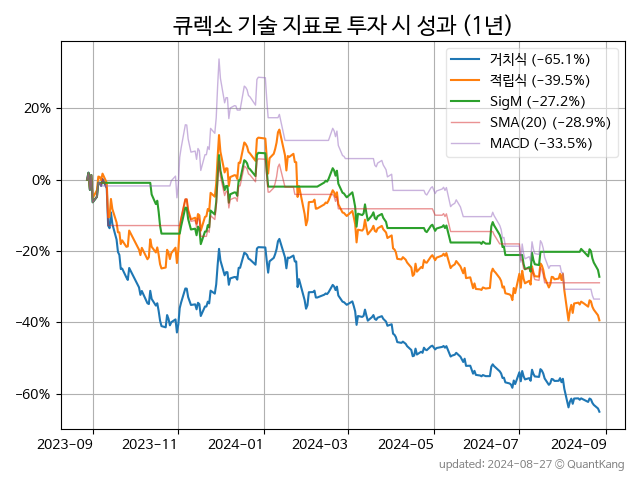 큐렉소 기술 지표로 투자 시 성과 (1년)
거치식 (−65.1%)
적립식 (−39.5%)
SigM (−27.2%)
SMA(20) (−28.9%)
MACD (−33.5%)
20%
0%
−20%
−40%
−60%
2023-09 2023-11 2024-01 2024-03 2024-05 2024-07 2024-09
updated: 2024-08-27 ⓒ QuantKang